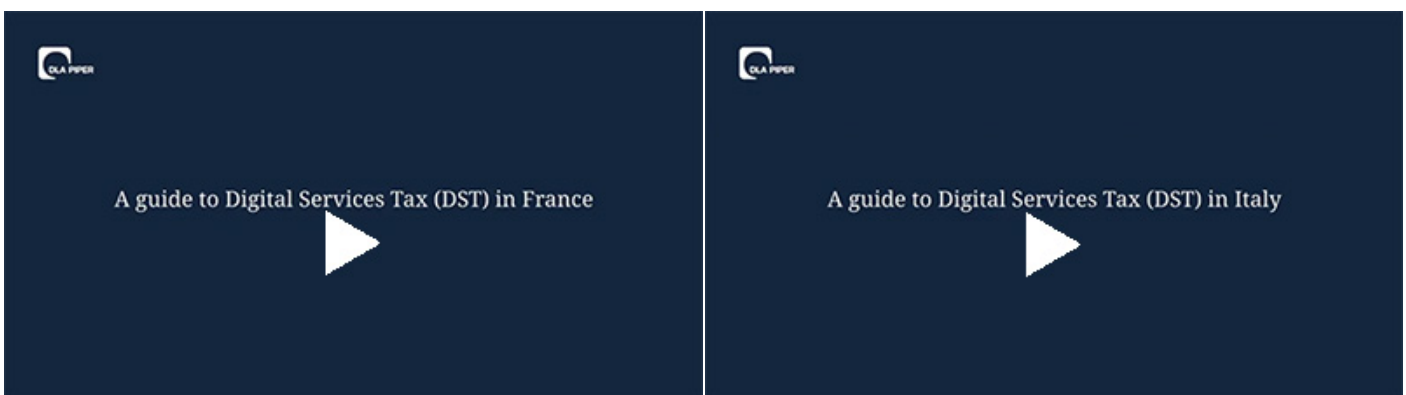 DLA PIPER
A guide to Digital Services Tax (DST) in France
DLA PIPER
A guide to Digital Services Tax (DST) in Italy